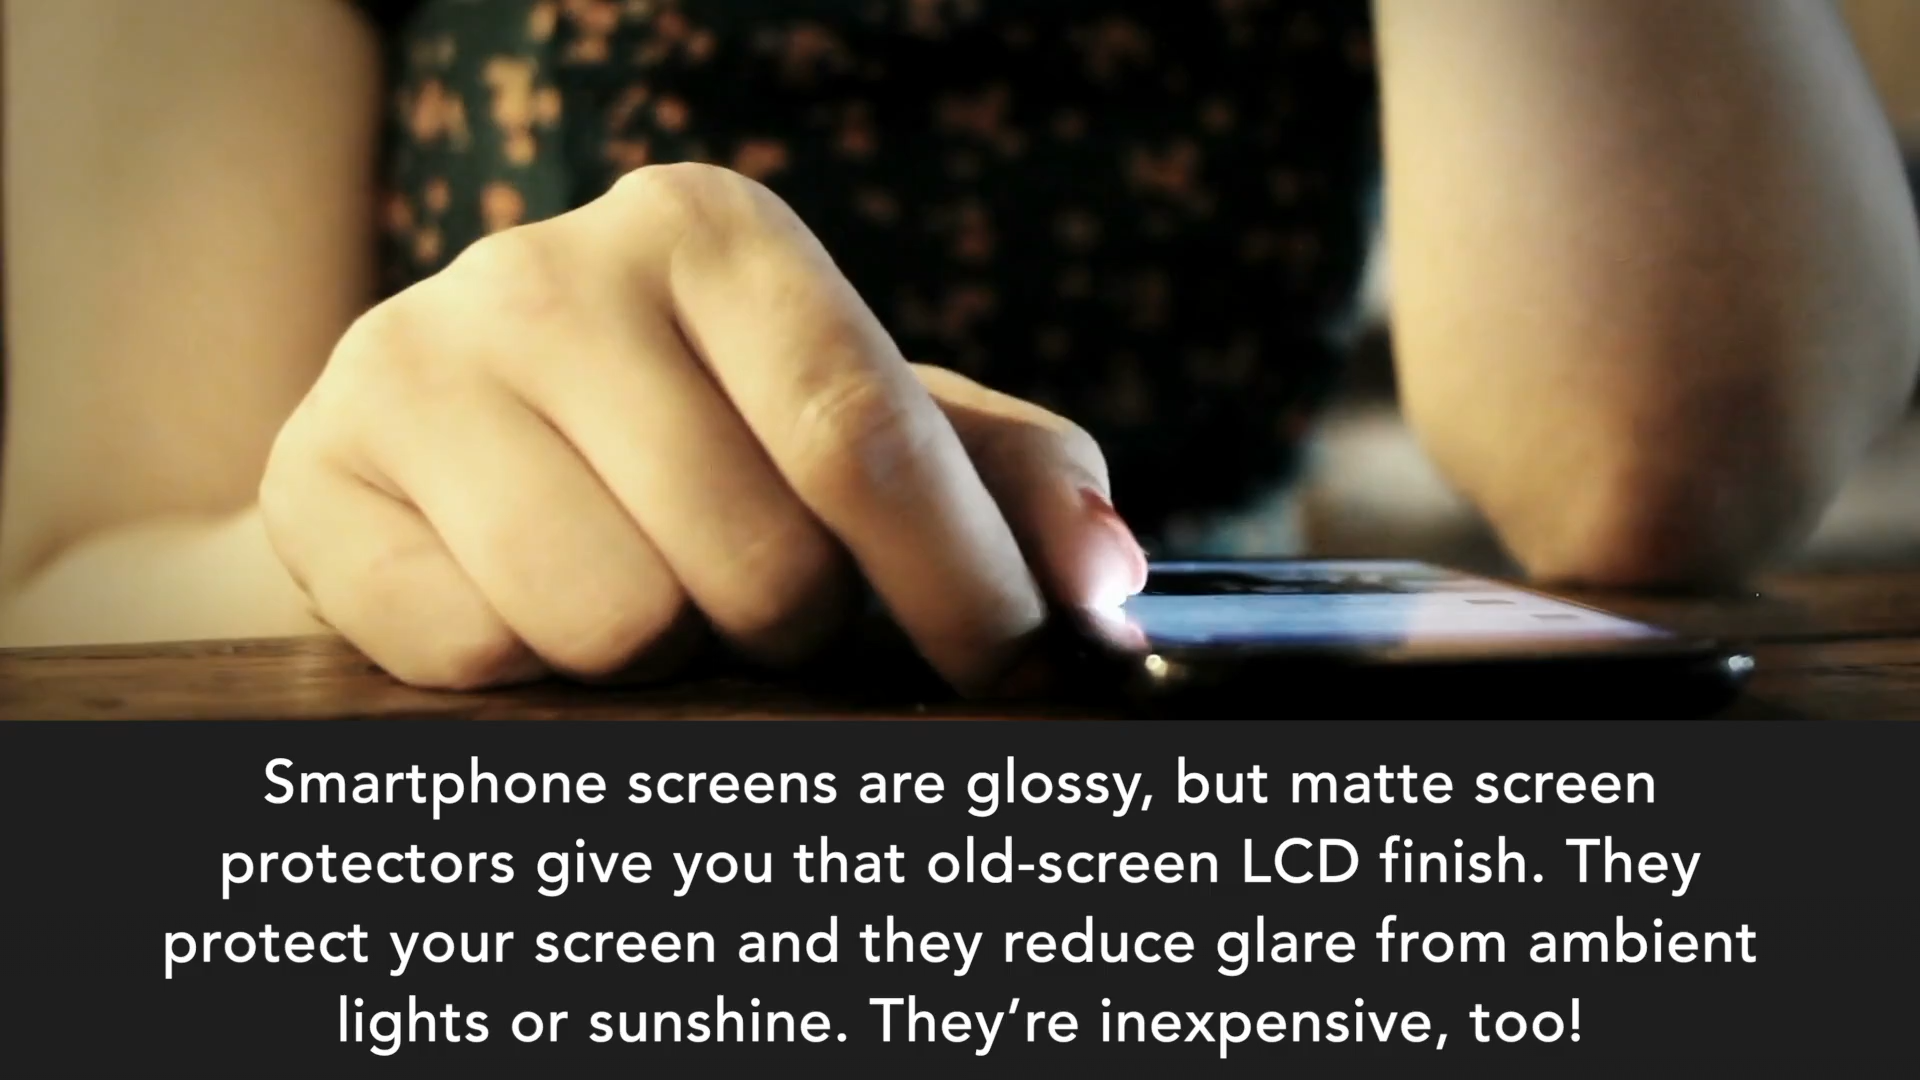 Smartphone screens are glossy, but matte screen
protectors give you that old-screen LCD finish. They
protect your screen and they reduce glare from ambient
lights or sunshine. They’re inexpensive, too!